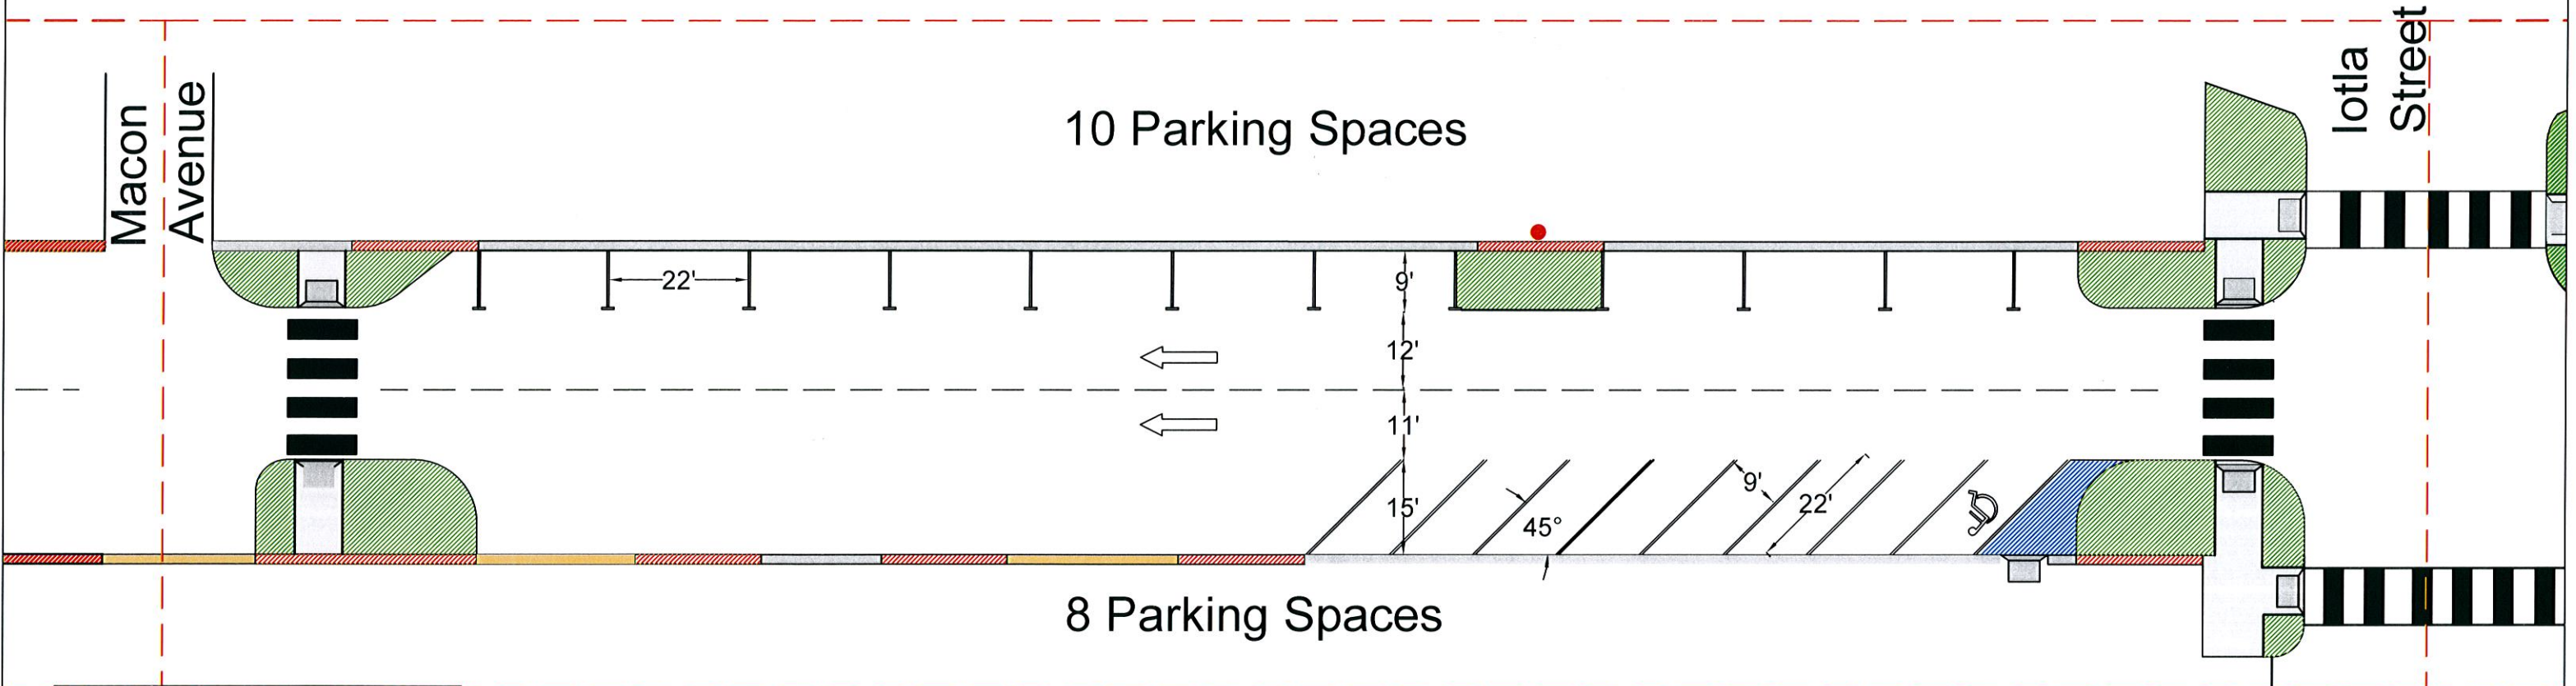 Macon
Avenue
10 Parking Spaces
Iotla
Street
22'
9'
12'
11'
15'
45°
9'
22'
8 Parking Spaces